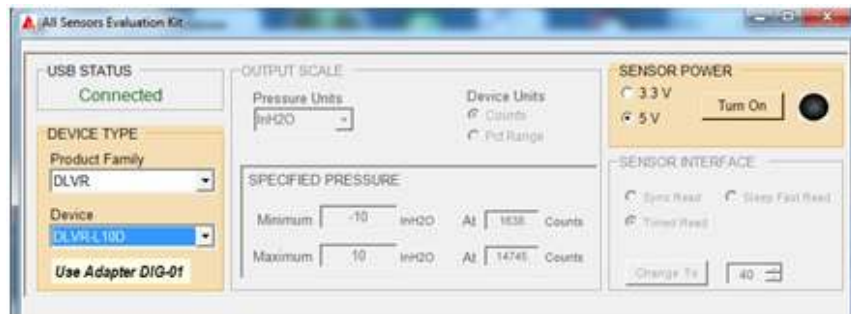 All Sensors Evaluation Kit
USB STATUS
Connected
DEVICE TYPE
Product Family
DLVR
Device
DLVR-L10D
Use Adapter DIG-01
OUTPUT SCALE
Pressure Units
InH2O
Device Units
Counts
Pct Range
SPECIFIED PRESSURE
Minimum -10 InH2O At 1638 Counts
Maximum 10 InH2O At 14745 Counts
SENSOR POWER
3.3 V
5 V
Turn On
SENSOR INTERFACE
Sync Read Sleep Fast Read
Timed Read
Change To 40